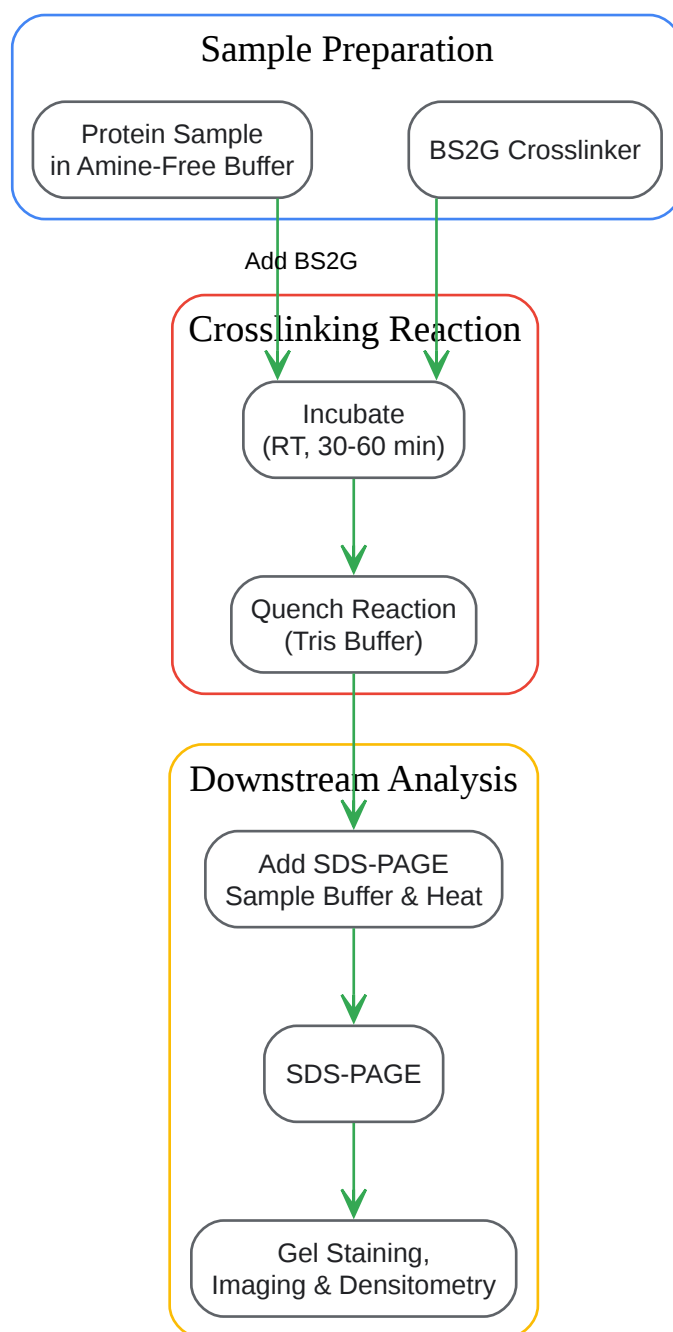 Sample Preparation
Protein Sample
in Amine-Free Buffer
BS2G Crosslinker
Add BS2G
Crosslinking Reaction
Incubate
(RT, 30-60 min)
Quench Reaction
(Tris Buffer)
Downstream Analysis
Add SDS-PAGE
Sample Buffer & Heat
SDS-PAGE
Gel Staining,
Imaging & Densitometry